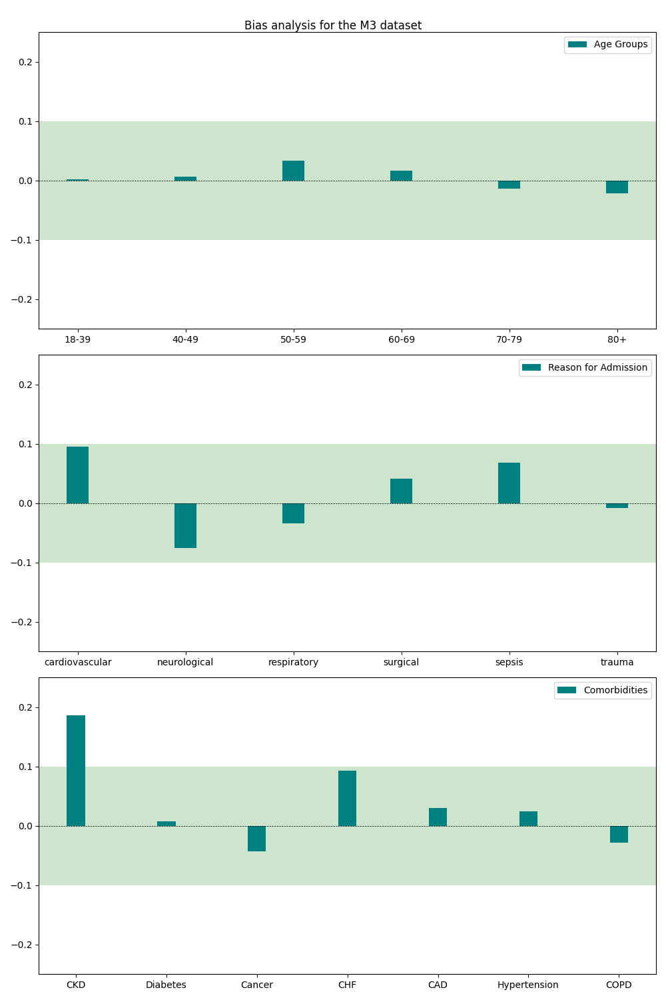 Bias analysis for the M3 dataset
Age Groups
0.2
0.1
0.0
−0.1
−0.2
18-39 40-49 50-59 60-69 70-79 80+
Reason for Admission
0.2
0.1
0.0
−0.1
−0.2
cardiovascular neurological respiratory surgical sepsis trauma
Comorbidities
0.2
0.1
0.0
−0.1
−0.2
CKD Diabetes Cancer CHF CAD Hypertension COPD